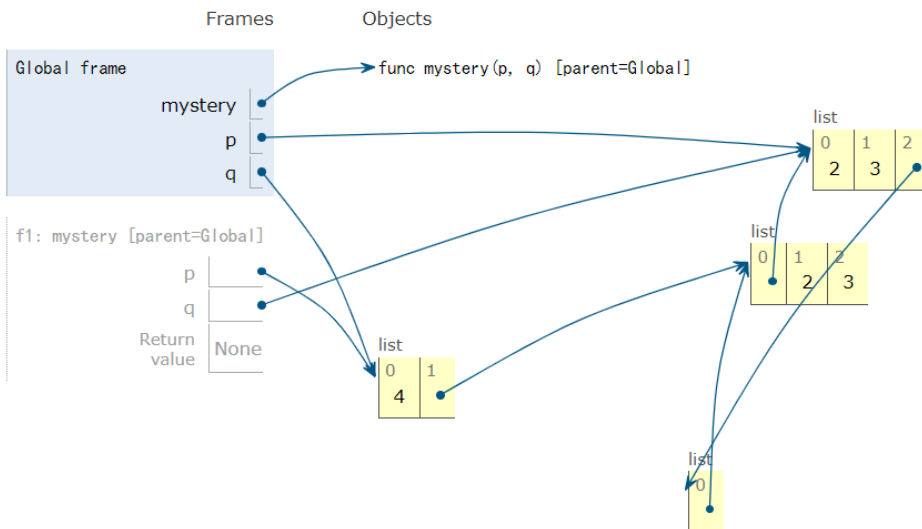 Frames Objects
Global frame
func mystery(p, q) [parent=Global]
mystery
p
q
list
0 1 2
2 3
f1: mystery [parent=Global]
p
q
Return
value
None
list
0 1 2
2 3
list
0 1
4
list
0